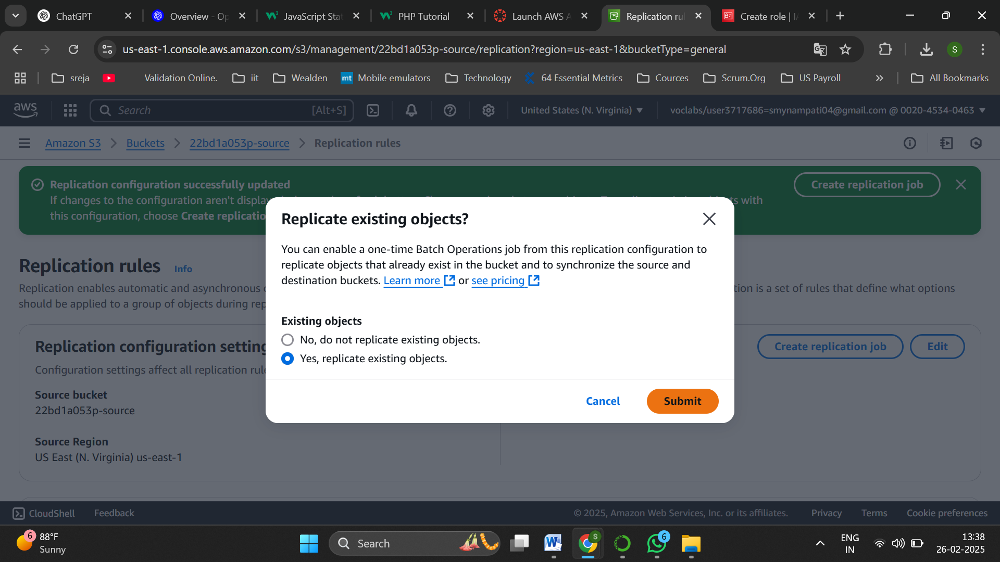 ChatGPT
Overview - Op
JavaScript Stat
PHP Tutorial
Launch AWS A
Replication rul
Create role | IA
us-east-1.console.aws.amazon.com/s3/management/22bd1a053p-source/replication?region=us-east-1&bucketType=general
S
sreja
Validation Online.
iit
Wealden
mt Mobile emulators
Technology
64 Essential Metrics
Cources
Scrum.Org
US Payroll
»
All Bookmarks
aws
Search
[Alt+S]
United States (N. Virginia)
voclabs/user3717686=smynampati04@gmail.com @ 0020-4534-0463
Amazon S3
Buckets
22bd1a053p-source
Replication rules
Replication configuration successfully updated
If changes to the configuration aren't display
ts with
this configuration, choose Create replicatio
Create replication job
Replicate existing objects?
You can enable a one-time Batch Operations job from this replication configuration to
replicate objects that already exist in the bucket and to synchronize the source and
destination buckets. Learn more or see pricing
Existing objects
No, do not replicate existing objects.
Yes, replicate existing objects.
Cancel
Submit
Replication rules
Info
Replication enables automatic and asynchronous c
tion is a set of rules that define what options
should be applied to a group of objects during rep
Replication configuration setting
Create replication job
Edit
Configuration settings affect all replication rule
Source bucket
22bd1a053p-source
Source Region
US East (N. Virginia) us-east-1
CloudShell
Feedback
© 2025, Amazon Web Services, Inc. or its affiliates.
Privacy
Terms
Cookie preferences
6
88°F
Sunny
Search
W
S
6
ENG
IN
13:38
26-02-2025